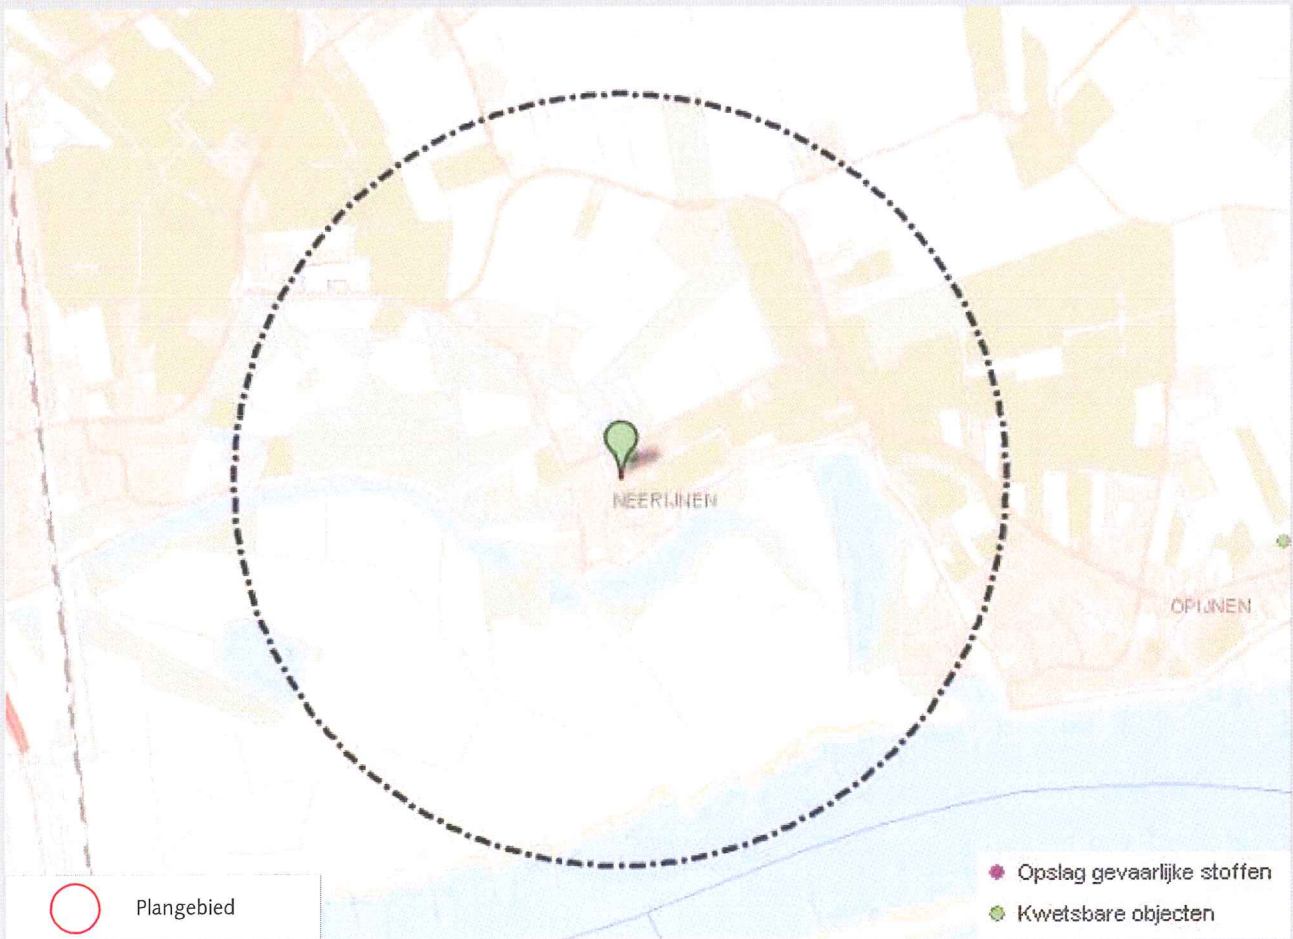 NEERIJNEN
OPIJNEN
Plangebied
Opslag gevaarlijke stoffen
Kwetsbare objecten